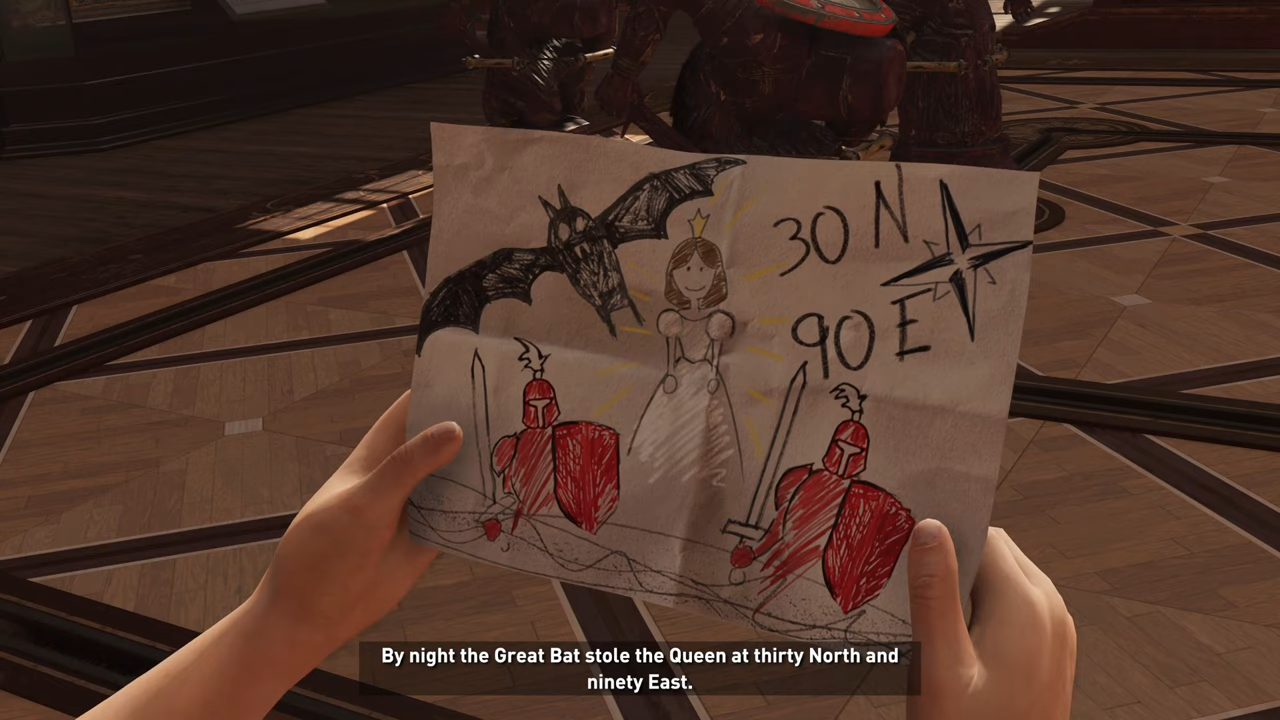 30 N
90 E
By night the Great Bat stole the Queen at thirty North and
ninety East.